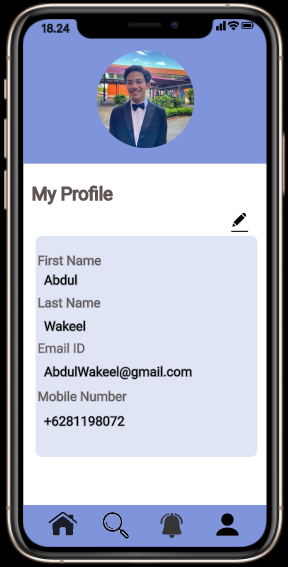 18.24
My Profile
First Name
Abdul
Last Name
Wakeel
Email ID
AbdulWakeel@gmail.com
Mobile Number
+6281198072